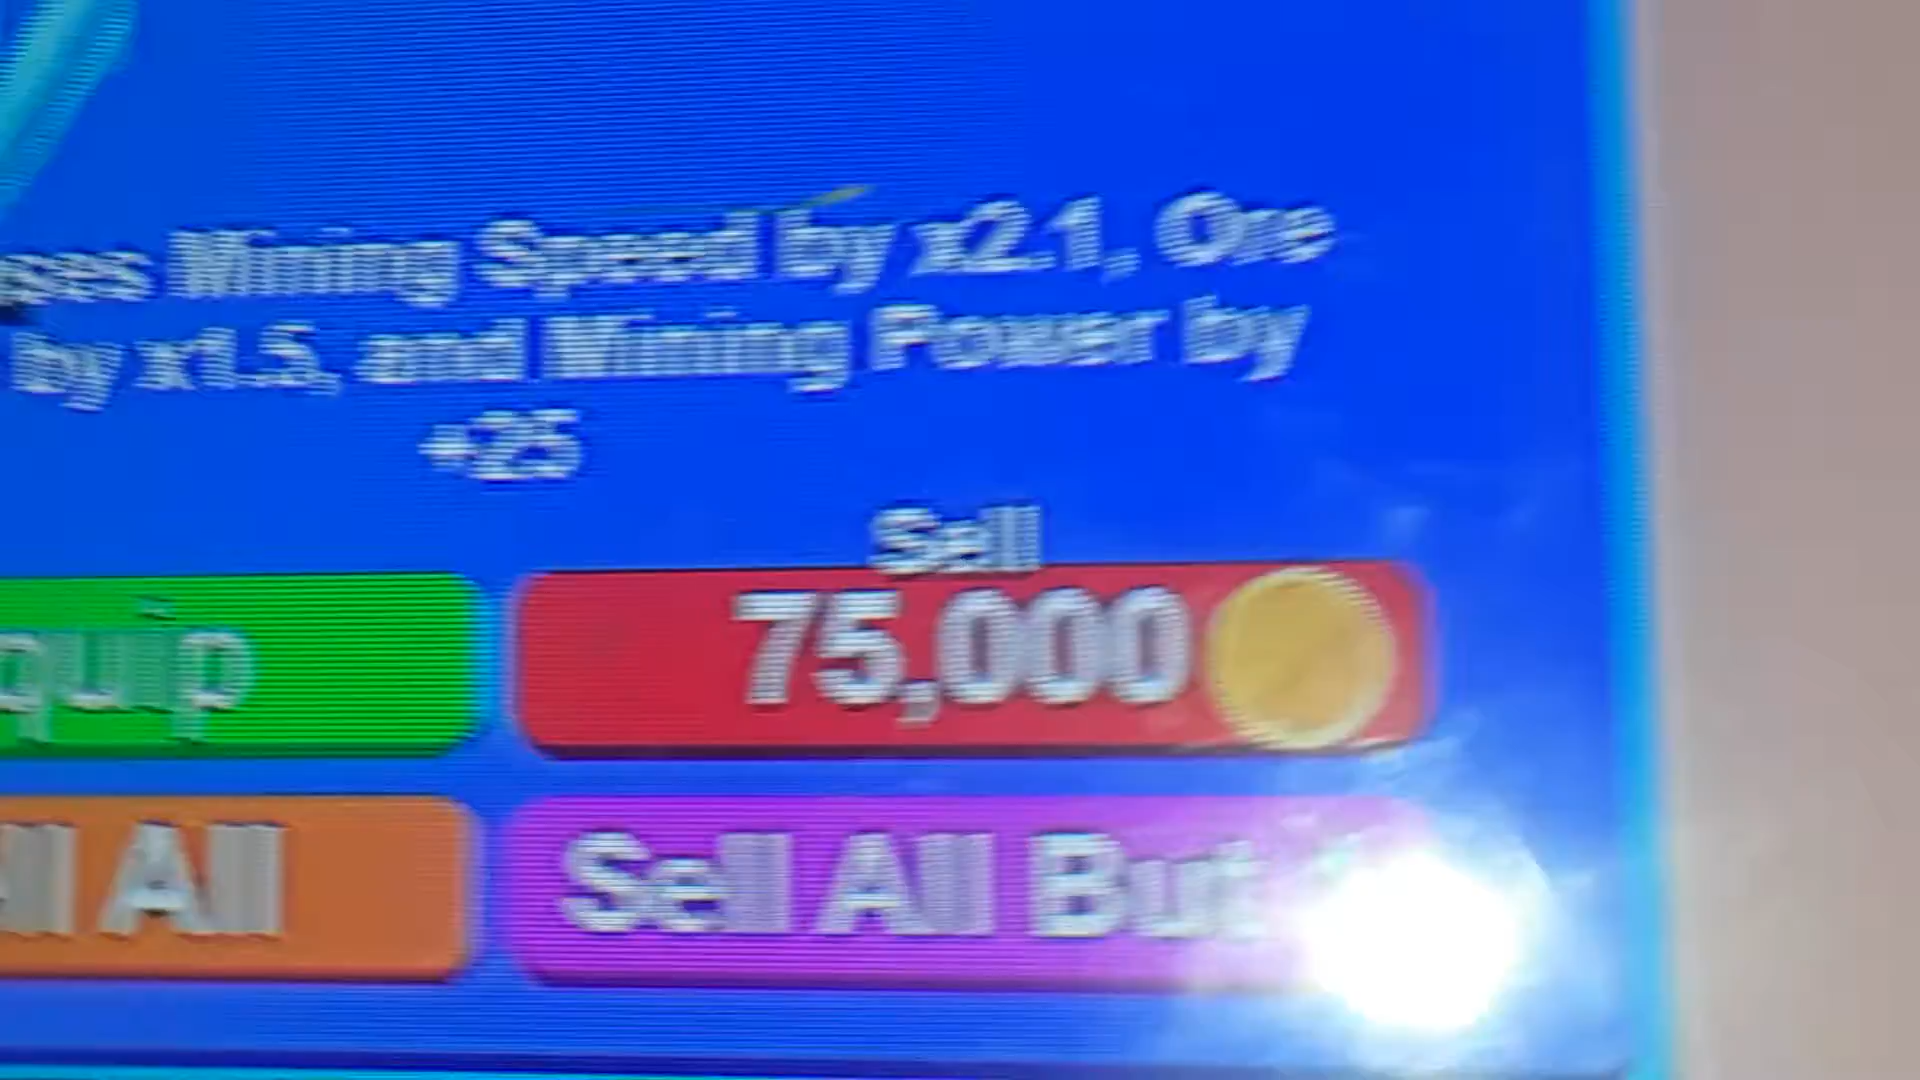 ses Mining Speed by x2.1, Ore
by x1.5, and Mining Power by
+25
Sell
quip
75,000
ll All
Sell All But